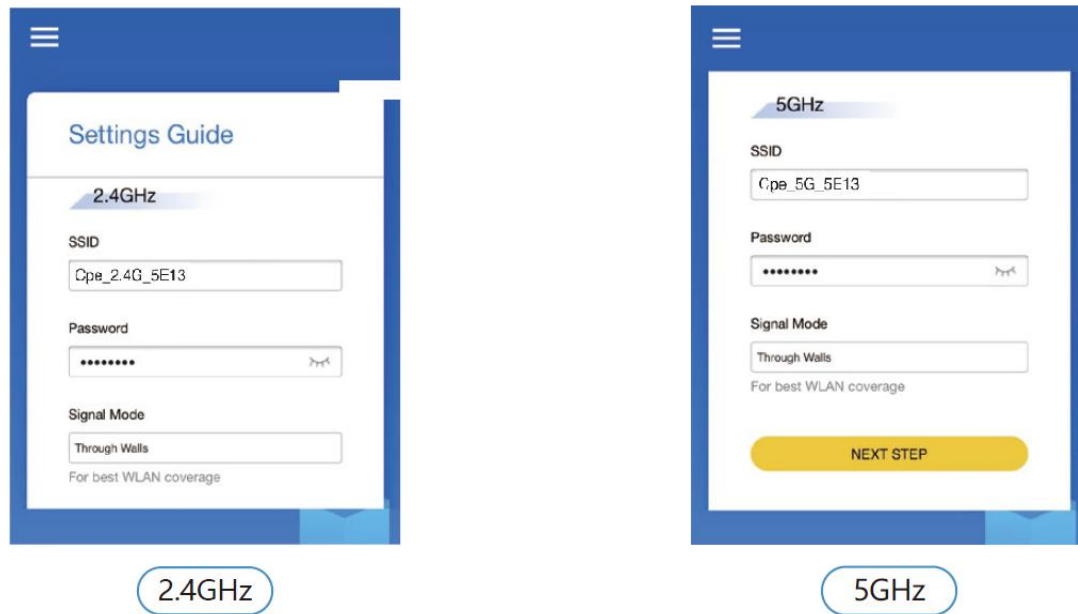 Settings Guide
2.4GHz
SSID
Cpe_2.4G_5E13
Password
••••••••
Signal Mode
Through Walls
For best WLAN coverage
2.4GHz
5GHz
SSID
Cpe_5G_5E13
Password
••••••••
Signal Mode
Through Walls
For best WLAN coverage
NEXT STEP
5GHz